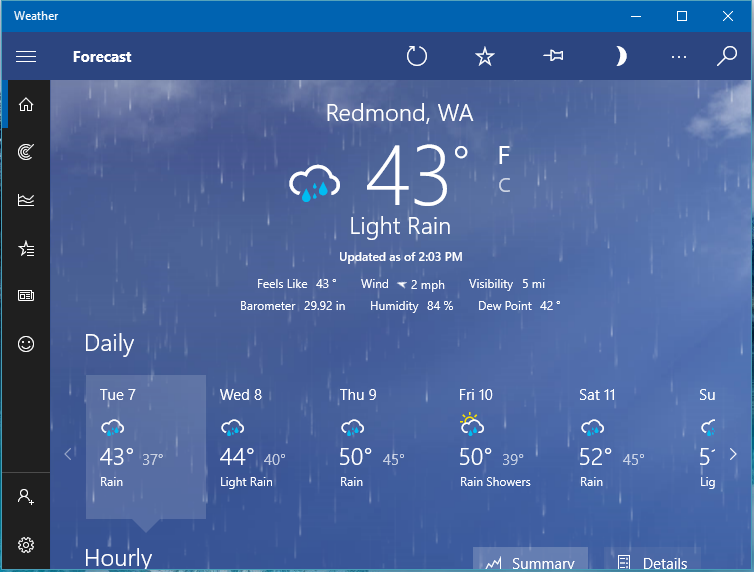 Weather
Forecast
Redmond, WA
43° F
C
Light Rain
Updated as of 2:03 PM
Feels Like 43 ° Wind 2 mph Visibility 5 mi
Barometer 29.92 in Humidity 84 % Dew Point 42 °
Daily
Tue 7 Wed 8 Thu 9 Fri 10 Sat 11 Su
43° 37° 44° 40° 50° 45° 50° 39° 52° 45° 5
Rain Light Rain Rain Rain Showers Rain Lig
Hourly Summary Details